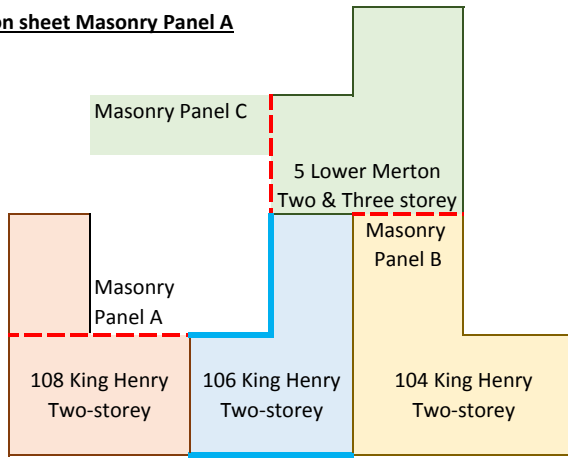 on sheet Masonry Panel A
Masonry Panel C
5 Lower Merton
Two & Three storey
Masonry
Panel B
Masonry
Panel A
108 King Henry
Two-storey
106 King Henry
Two-storey
104 King Henry
Two-storey